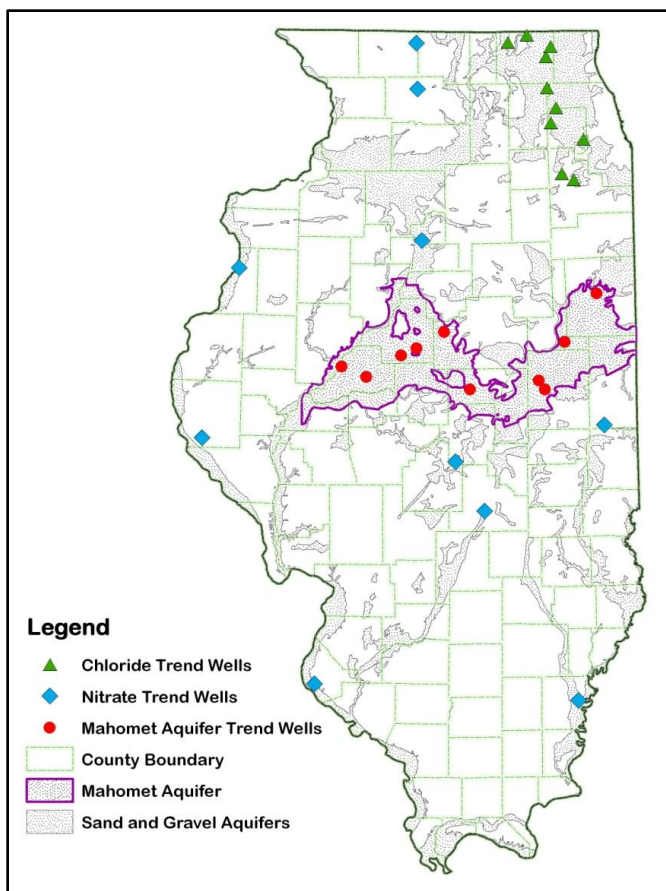 Legend
Chloride Trend Wells
Nitrate Trend Wells
Mahomet Aquifer Trend Wells
County Boundary
Mahomet Aquifer
Sand and Gravel Aquifers